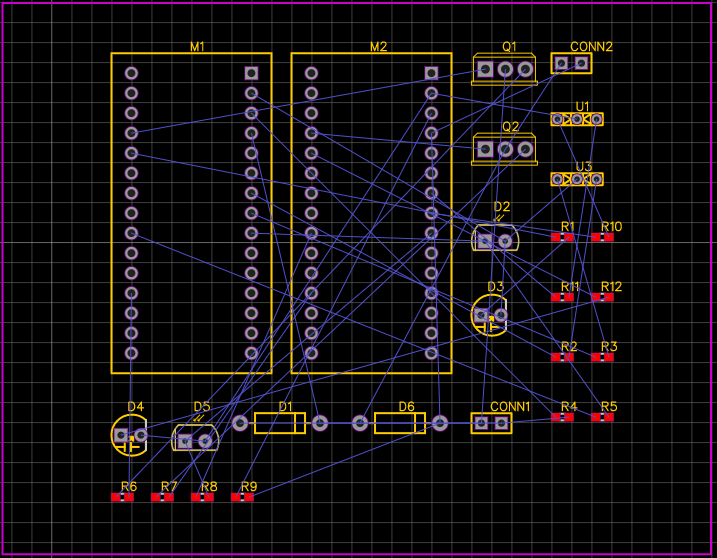 M1 M2 Q1 CONN2
U1
Q2
U3
D2
R1 R10
D3 R11 R12
R2 R3
D4 D5 D1 D6 CONN1 R4 R5
R6 R7 R8 R9